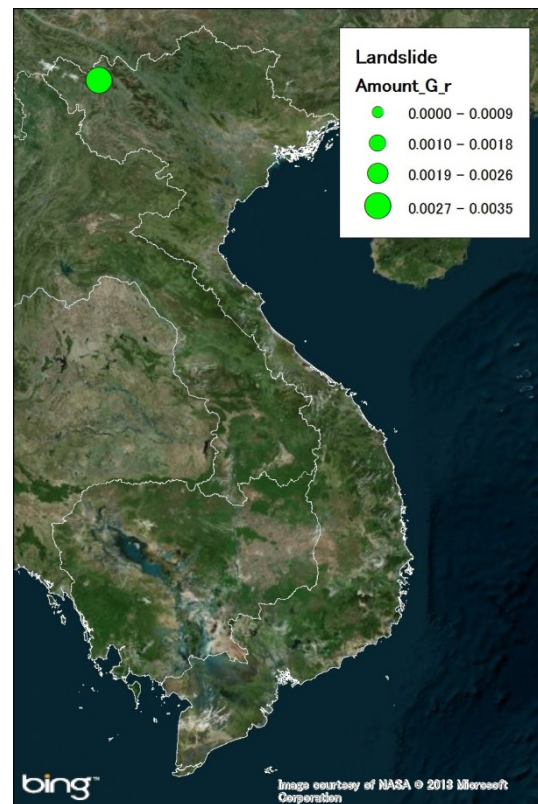 Landslide
Amount_G_r
0.0000 - 0.0009
0.0010 - 0.0018
0.0019 - 0.0026
0.0027 - 0.0035
bing™
Image courtesy of NASA © 2013 Microsoft
Corporation